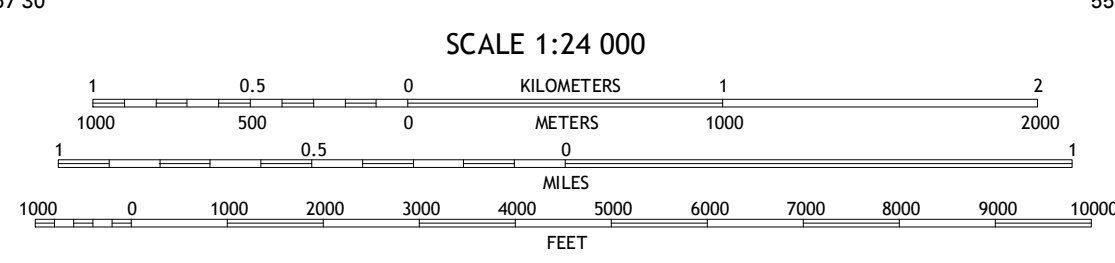 57'30
55
SCALE 1:24 000
1 0.5 0 KILOMETERS 1 2
1000 500 0 METERS 1000 2000
1 0.5 0 1
MILES
1000 0 1000 2000 3000 4000 5000 6000 7000 8000 9000 10000
FEET